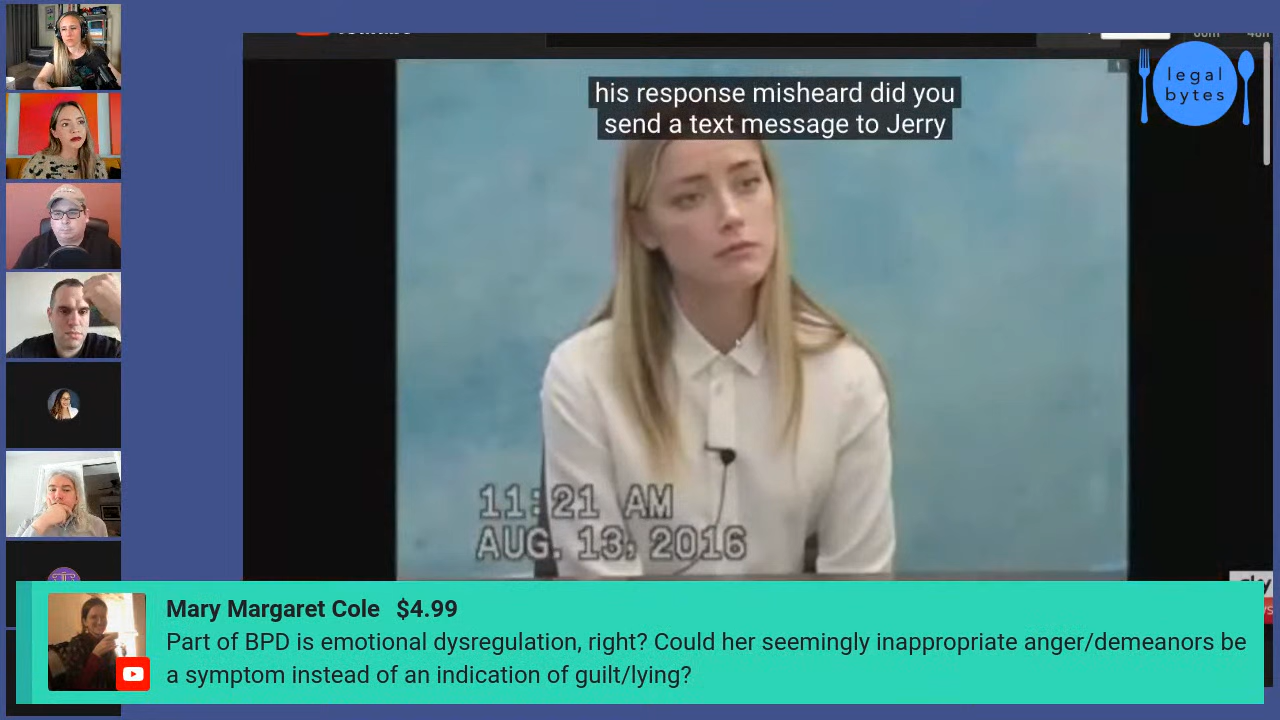 his response misheard did you
send a text message to Jerry
legal
bytes
11:21 AM
AUG. 13, 2016
Mary Margaret Cole $4.99
Part of BPD is emotional dysregulation, right? Could her seemingly inappropriate anger/demeanors be
a symptom instead of an indication of guilt/lying?